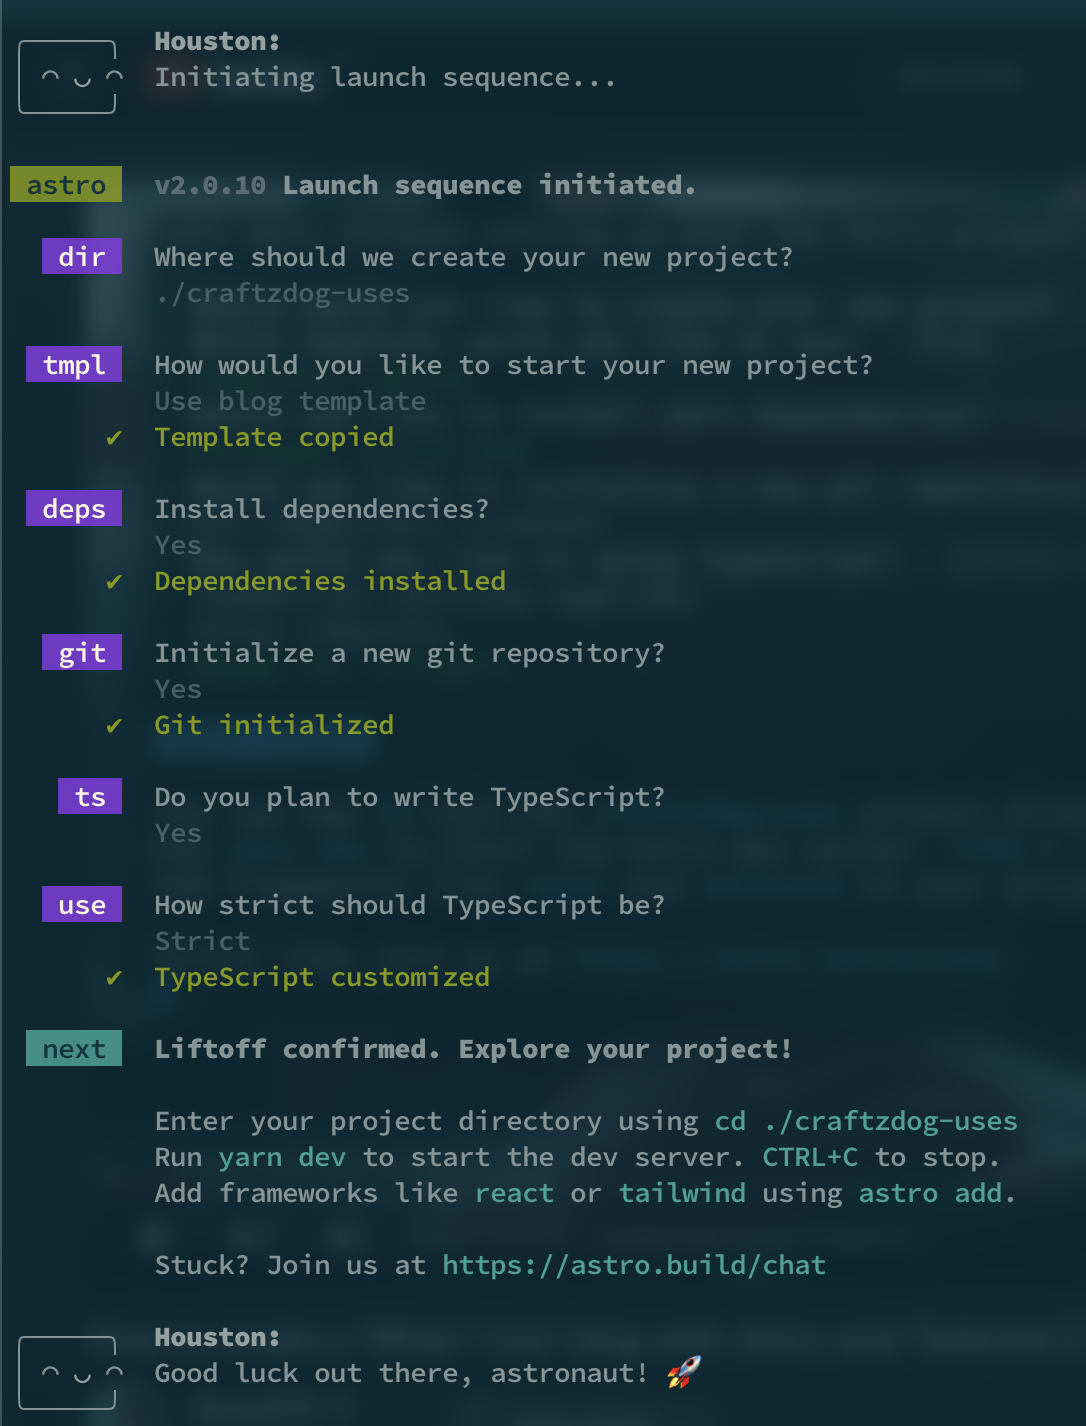 Houston:
Initiating launch sequence...
astro v2.0.10 Launch sequence initiated.
dir Where should we create your new project?
./craftzdog-uses
tmpl How would you like to start your new project?
Use blog template
✔ Template copied
deps Install dependencies?
Yes
✔ Dependencies installed
git Initialize a new git repository?
Yes
✔ Git initialized
ts Do you plan to write TypeScript?
Yes
use How strict should TypeScript be?
Strict
✔ TypeScript customized
next Liftoff confirmed. Explore your project!
Enter your project directory using cd ./craftzdog-uses
Run yarn dev to start the dev server. CTRL+C to stop.
Add frameworks like react or tailwind using astro add.
Stuck? Join us at https://astro.build/chat
Houston:
Good luck out there, astronaut! 🚀